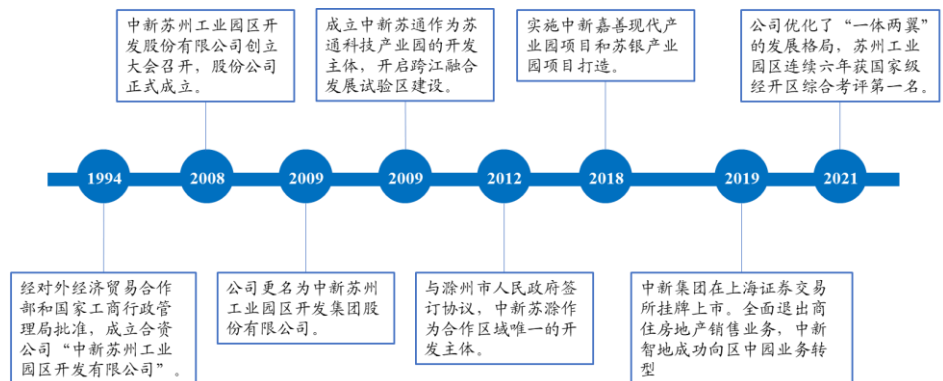 中新苏州工业园区开
发股份有限公司创立
大会召开，股份公司
正式成立。
成立中新苏通作为苏
通科技产业园的开发
主体，开启跨江融合
发展试验区建设。
实施中新嘉善现代产
业园项目和苏银产业
园项目打造。
公司优化了“一体两翼”
的发展格局，苏州工业
园区连续六年获国家级
经开区综合考评第一名。
1994
2008
2009
2009
2012
2018
2019
2021
经对外经济贸易合作
部和国家工商行政管
理局批准，成立合资
公司“中新苏州工业
园区开发有限公司”。
公司更名为中新苏州
工业园区开发集团股
份有限公司。
与滁州市人民政府签
订协议，中新苏滁作
为合作区域唯一的开
发主体。
中新集团在上海证券交易
所挂牌上市。全面退出商
住房地产销售业务，中新
智地成功向区中园业务转
型